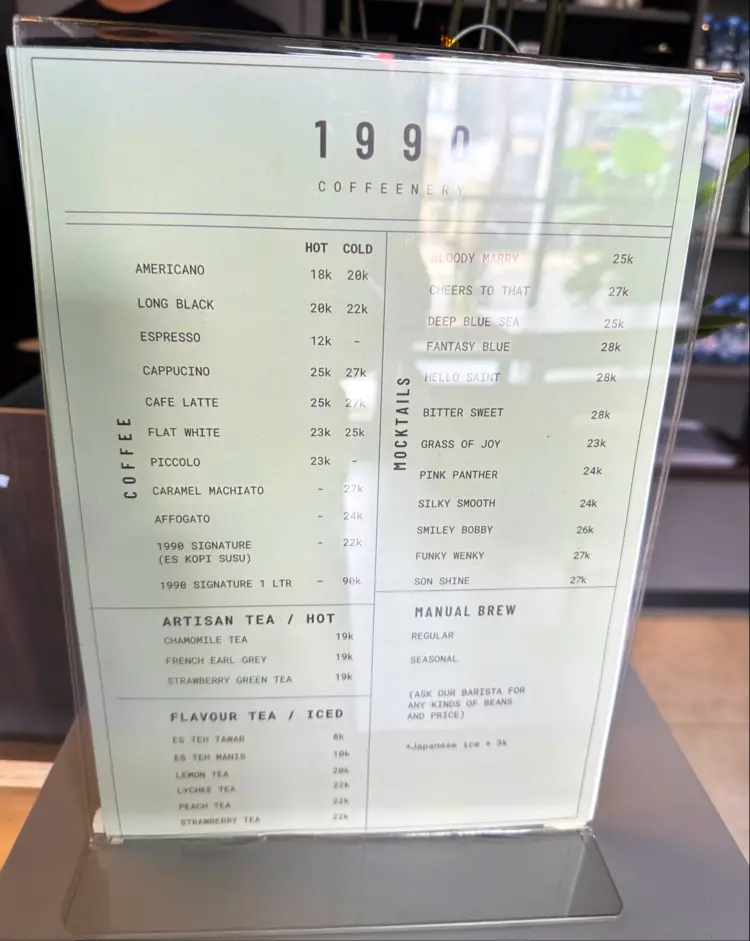 1990
COFFEENERY
HOT COLD
COFFEE
AMERICANO 18k 20k
LONG BLACK 20k 22k
ESPRESSO 12k -
CAPPUCINO 25k 27k
CAFE LATTE 25k 27k
FLAT WHITE 23k 25k
PICCOLO 23k -
CARAMEL MACHIATO - 27k
AFFOGATO - 24k
1990 SIGNATURE - 22k
(ES KOPI SUSU)
1990 SIGNATURE 1 LTR - 90k
ARTISAN TEA / HOT
CHAMOMILE TEA 19k
FRENCH EARL GREY 19k
STRAWBERRY GREEN TEA 19k
FLAVOUR TEA / ICED
ES TEH TAWAR 8k
ES TEH MANIS 10k
LEMON TEA 20k
LYCHEE TEA 22k
PEACH TEA 22k
STRAWBERRY TEA 22k
MOCKTAILS
BLOODY MARRY 25k
CHEERS TO THAT 27k
DEEP BLUE SEA 25k
FANTASY BLUE 28k
HELLO SAINT 28k
BITTER SWEET 28k
GRASS OF JOY 23k
PINK PANTHER 24k
SILKY SMOOTH 24k
SMILEY BOBBY 26k
FUNKY WENKY 27k
SON SHINE 27k
MANUAL BREW
REGULAR
SEASONAL
(ASK OUR BARISTA FOR
ANY KINDS OF BEANS
AND PRICE)
*Japanese ice + 3k